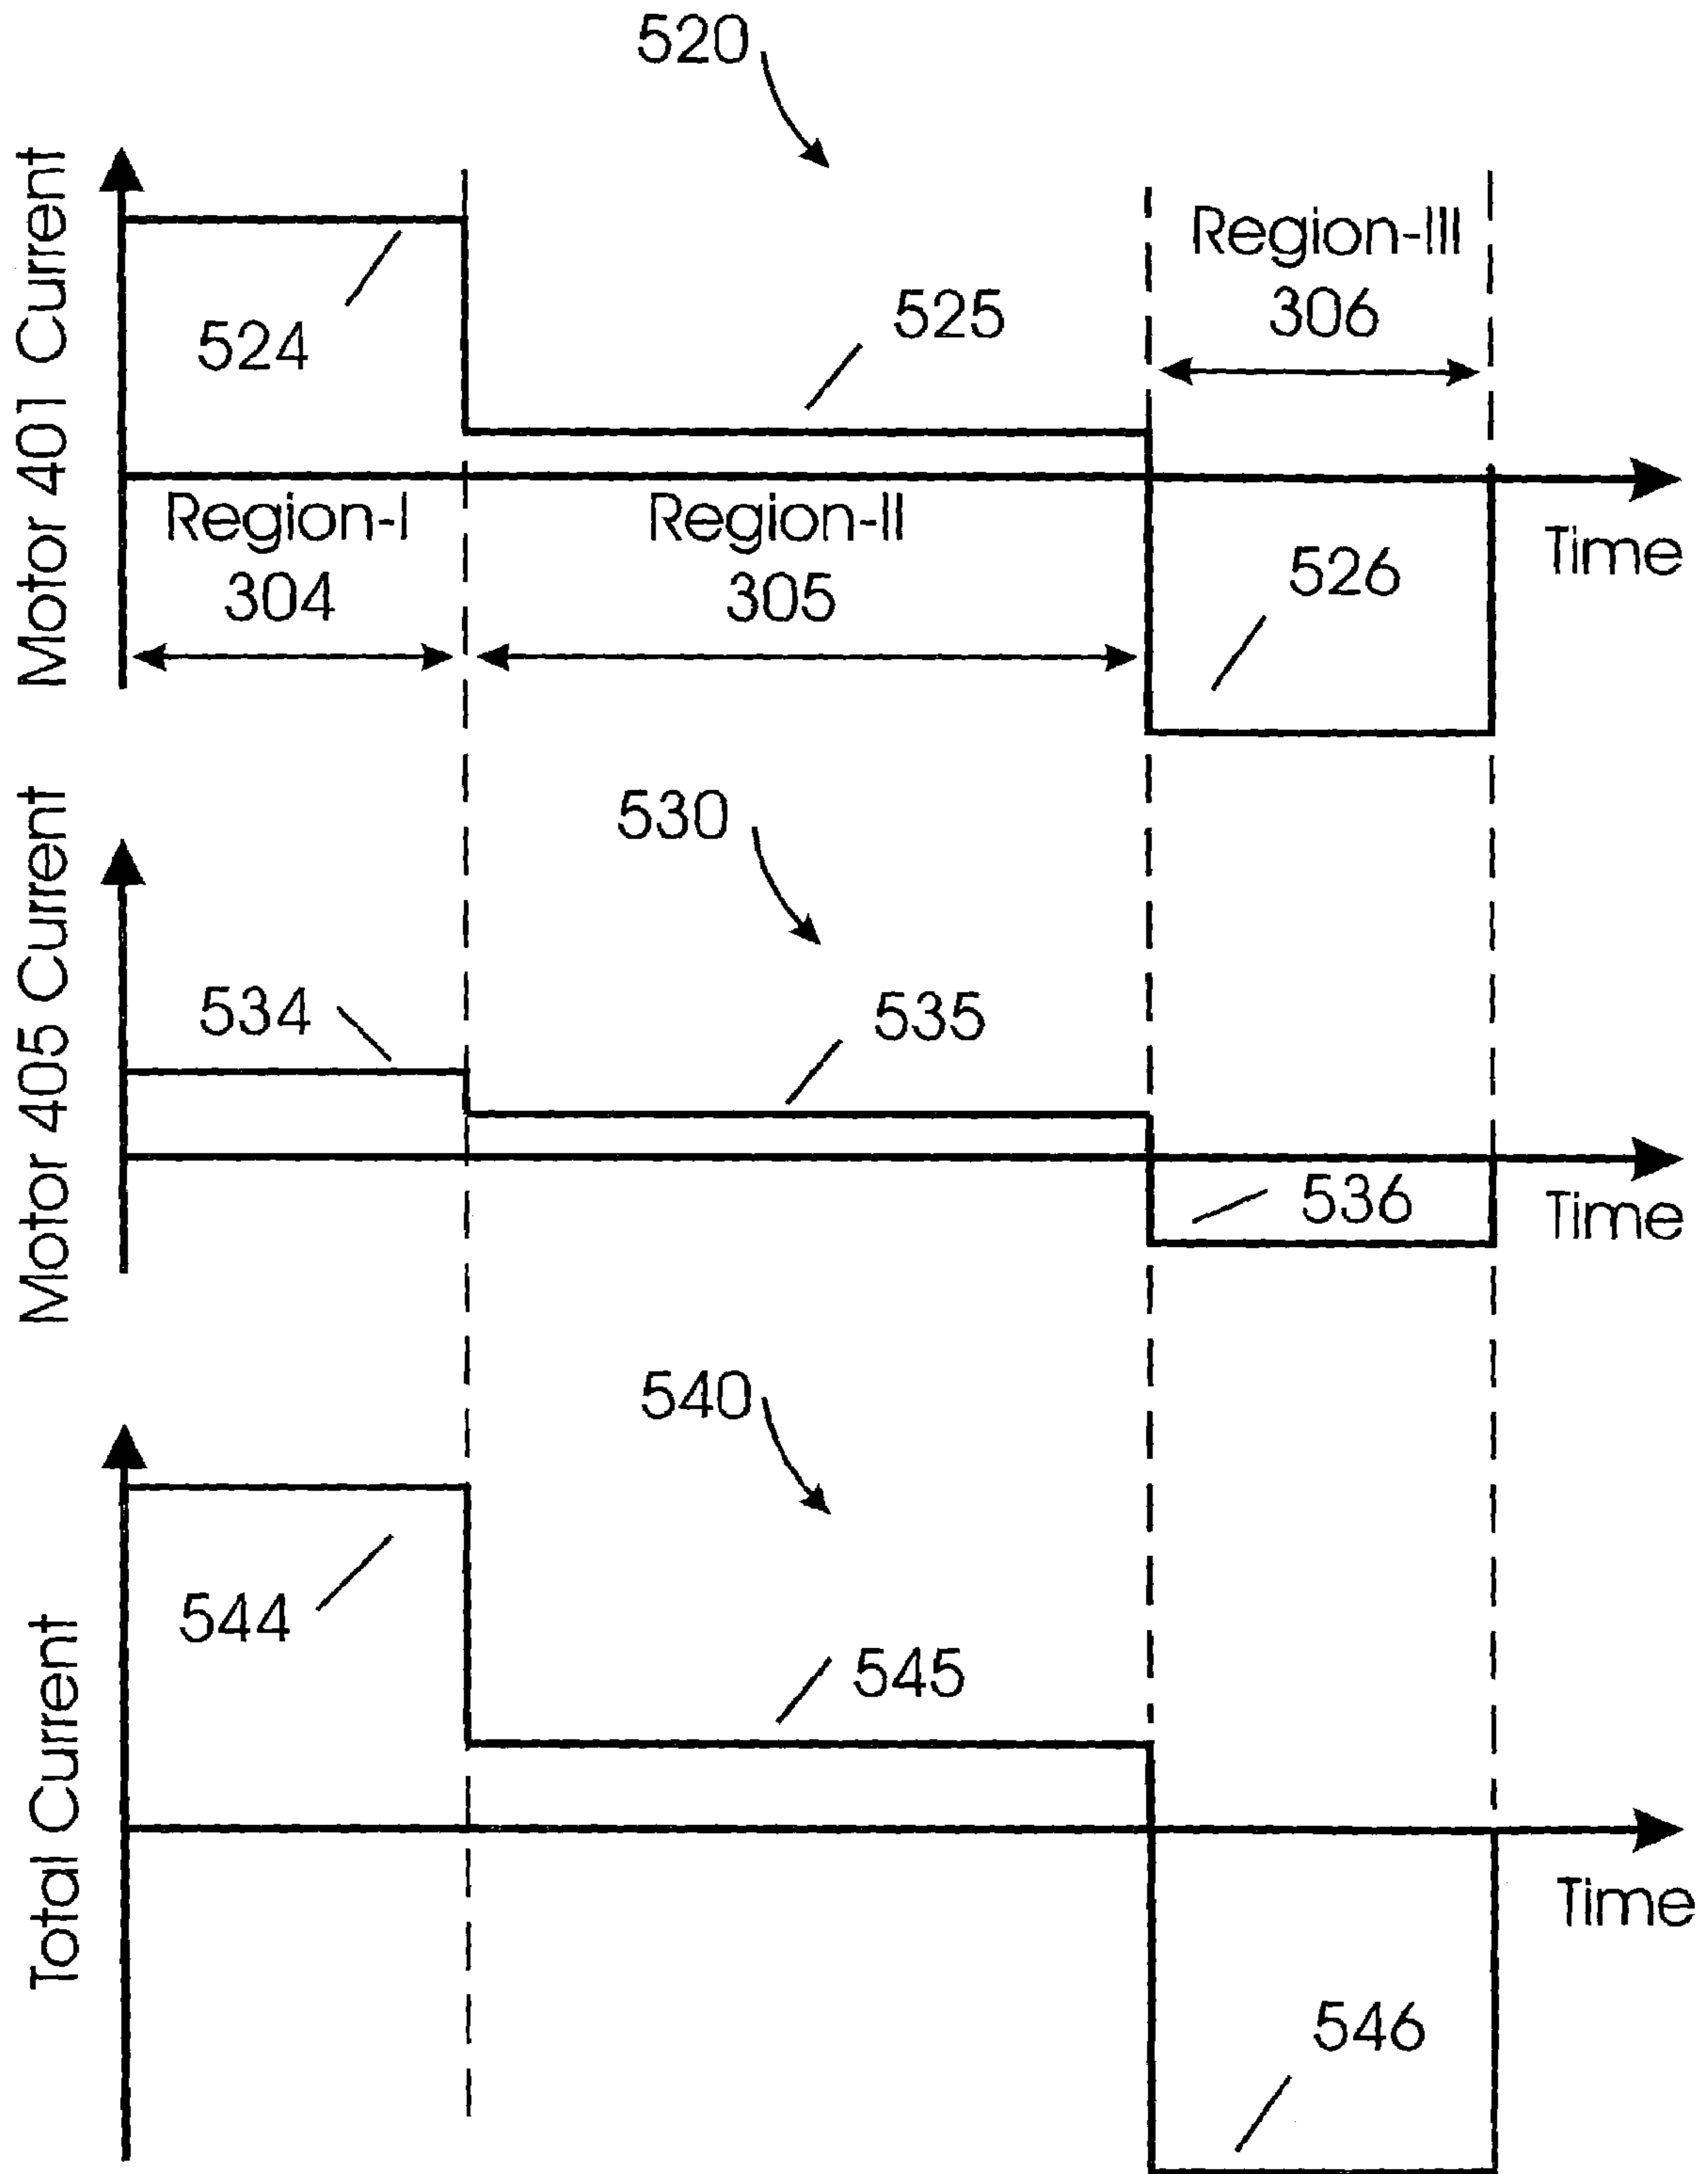 520
Motor 401 Current
Region-III
306
524
525
Region-I
304
Region-II
305
526
Time
530
Motor 405 Current
534
535
536
Time
540
Total Current
544
545
Time
546